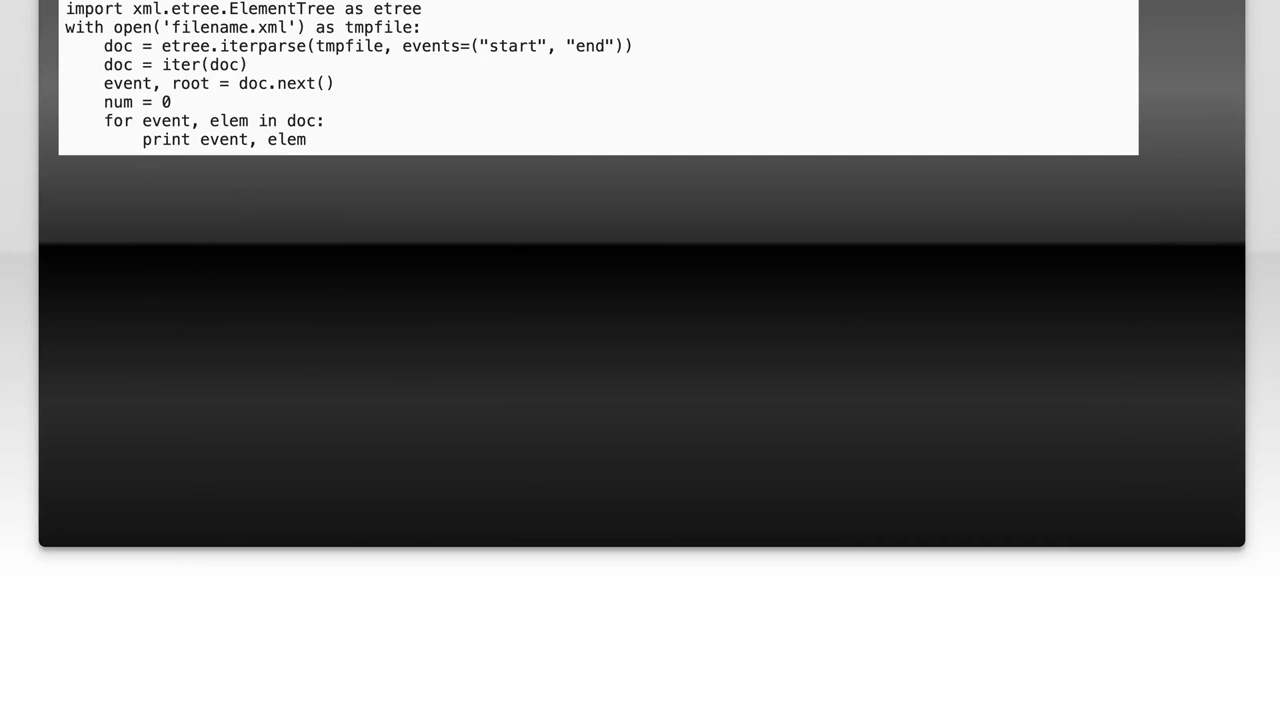 import xml.etree.ElementTree as etree
with open('filename.xml') as tmpfile:
    doc = etree.iterparse(tmpfile, events=("start", "end"))
    doc = iter(doc)
    event, root = doc.next()
    num = 0
    for event, elem in doc:
        print event, elem